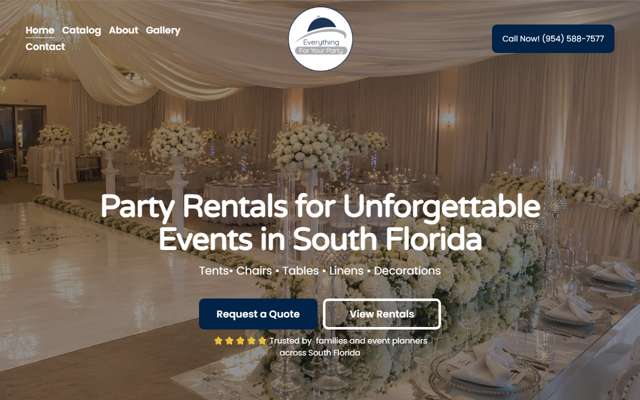 Home Catalog About Gallery
Contact
Everything
For Your Party
Call Now! (954) 588-7577
Party Rentals for Unforgettable
Events in South Florida
Tents• Chairs • Tables • Linens • Decorations
Request a Quote
View Rentals
Trusted by families and event planners
across South Florida